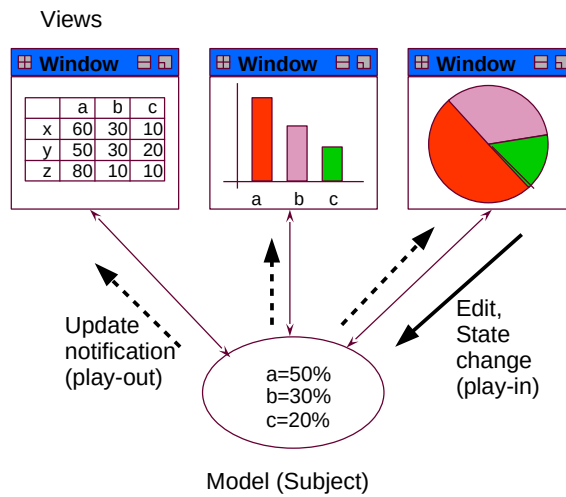 Views
Window
Window
Window
a b c
x 60 30 10
y 50 30 20
z 80 10 10
a b c
Update
notification
(play-out)
Edit,
State
change
(play-in)
a=50%
b=30%
c=20%
Model (Subject)